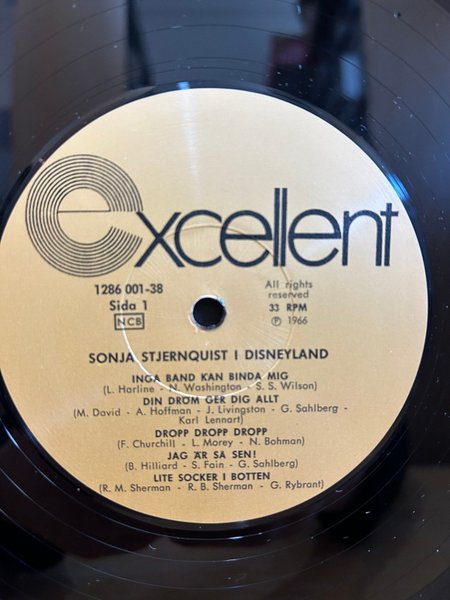 excellent
1286 001-38
Sida 1
NCB
All rights
reserved
33 RPM
℗ 1966
SONJA STJERNQUIST I DISNEYLAND
INGA BAND KAN BINDA MIG
(L. Harline - N. Washington - S. S. Wilson)
DIN DRÖM GER DIG ALLT
(M. David - A. Hoffman - J. Livingston - G. Sahlberg -
Karl Lennart)
DROPP DROPP DROPP
(F. Churchill - L. Morey - N. Bohman)
JAG ÄR SÅ SEN!
(B. Hilliard - S. Fain - G. Sahlberg)
LITE SOCKER I BOTTEN
(R. M. Sherman - R. B. Sherman - G. Rybrant)